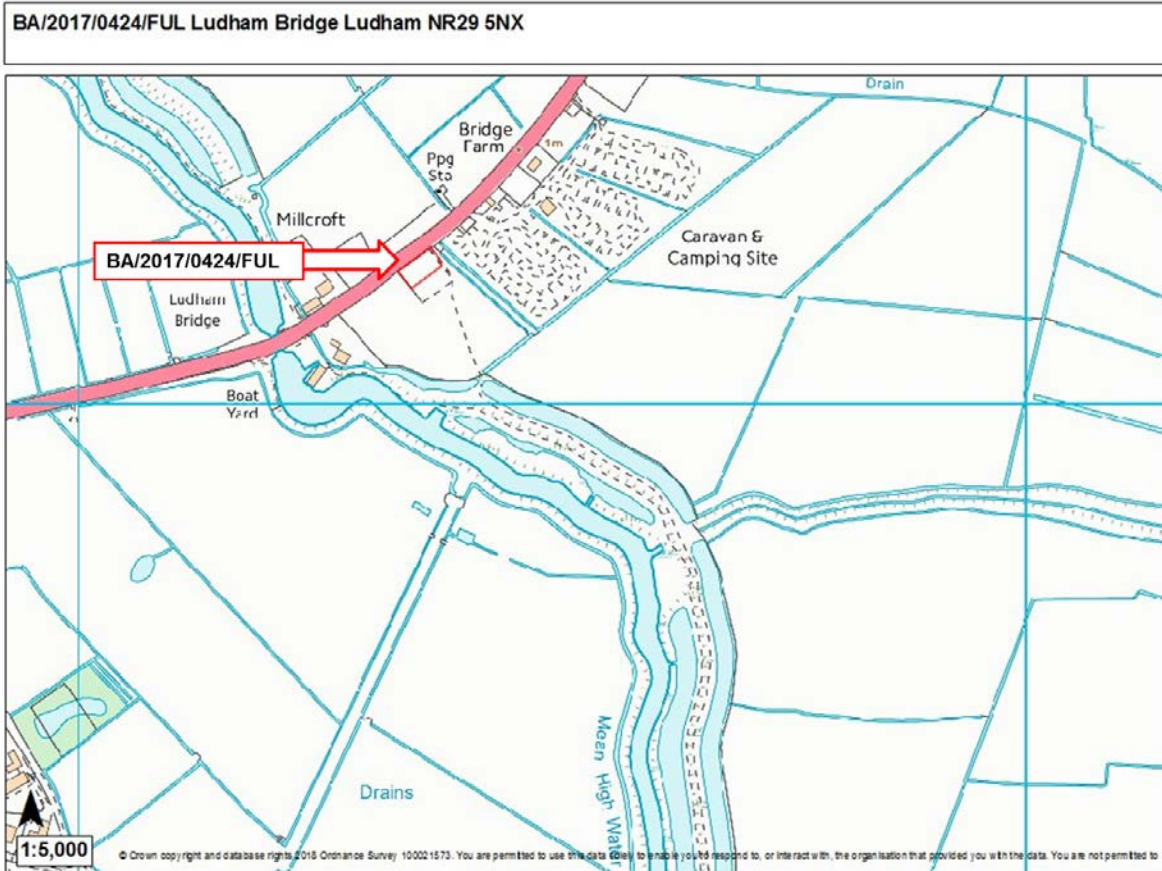 BA/2017/0424/FUL Ludham Bridge Ludham NR29 5NX
Drain
Bridge
Farm
1m
Ppg
Sta
Millcroft
Caravan &
Camping Site
BA/2017/0424/FUL
Ludham
Bridge
Boat
Yard
Mean High Water
Drains
1:5,000
© Crown copyright and database rights 2018 Ordnance Survey 100021573. You are permitted to use this data solely to enable you to respond to, or interact with, the organisation that provided you with the data. You are not permitted to